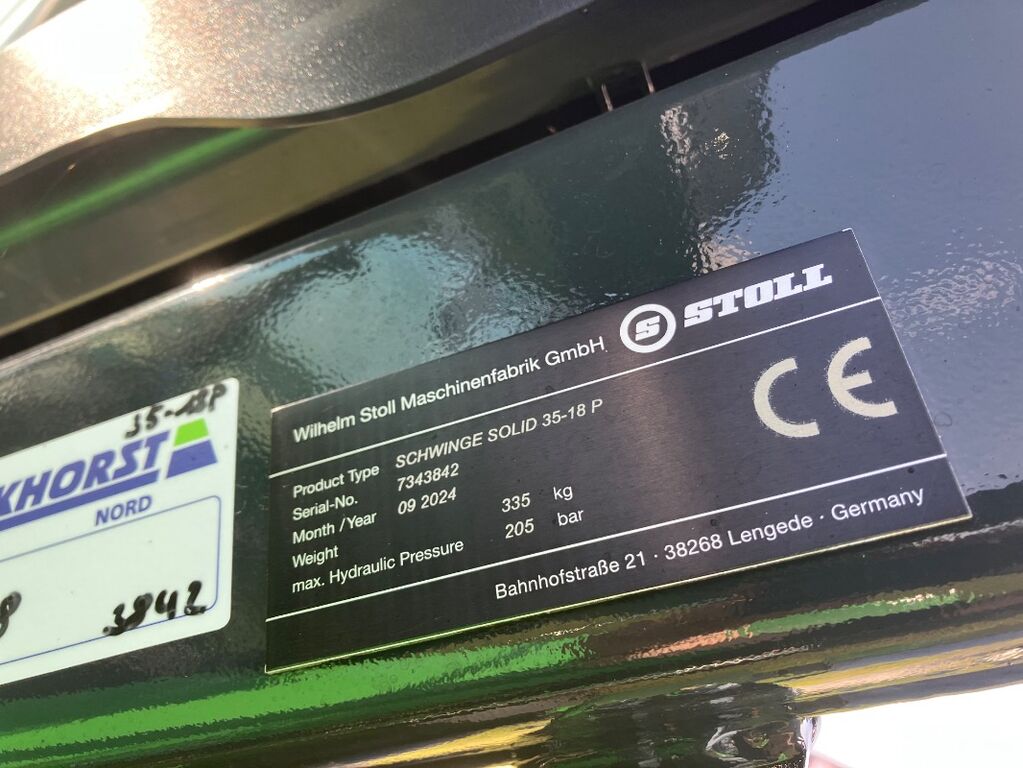 Wilhelm Stoll Maschinenfabrik GmbH S STOLL
Product Type SCHWINGE SOLID 35-18 P
Serial-No. 7343842
Month / Year 09 2024
Weight 335 kg
max. Hydraulic Pressure 205 bar
CE
Bahnhofstraße 21 · 38268 Lengede · Germany
35-18P
KHORST
NORD
8 3842